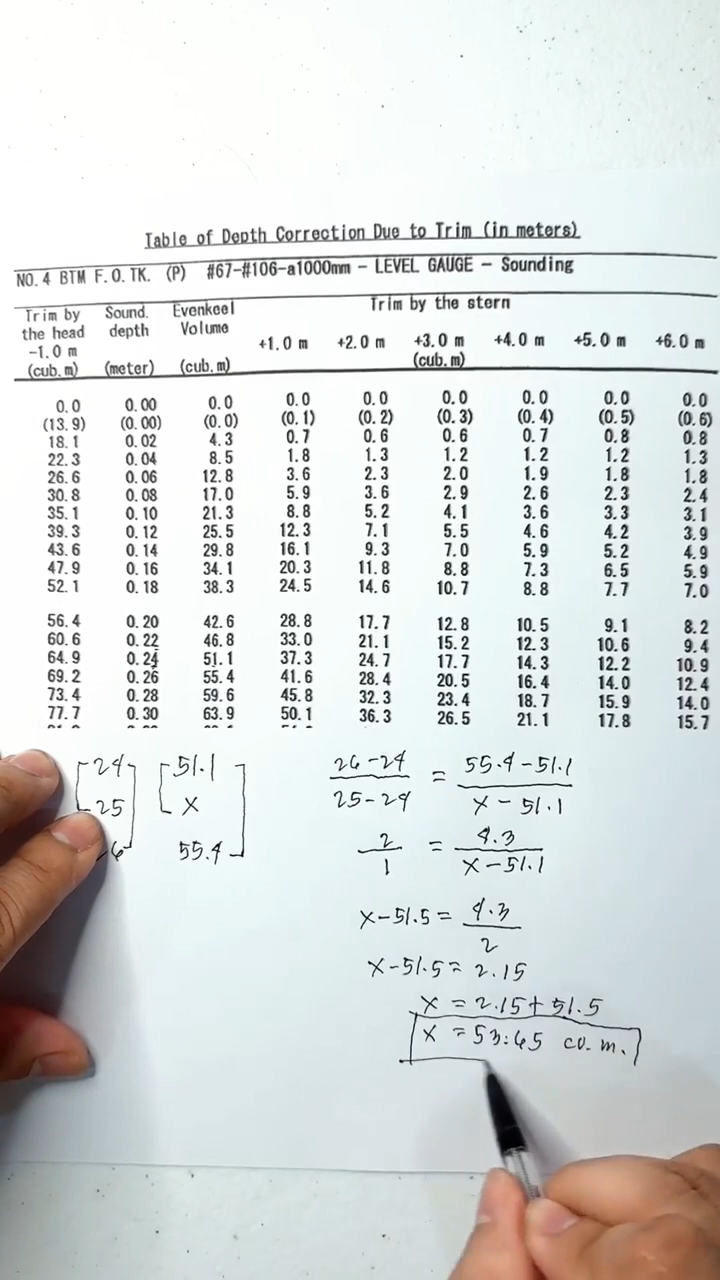 Table of Depth Correction Due to Trim (in meters)
NO. 4 BTM F. O. TK. (P) #67-#106-a1000mm - LEVEL GAUGE - Sounding
Trim by the head -1.0 m (cub. m) Sound. depth (meter) Evenkeel Volume (cub. m) Trim by the stern
+1.0 m +2.0 m +3.0 m (cub. m) +4.0 m +5.0 m +6.0 m
0.0 0.00 0.0 0.0 0.0 0.0 0.0 0.0 0.0
(13.9) (0.00) (0.0) (0.1) (0.2) (0.3) (0.4) (0.5) (0.6)
18.1 0.02 4.3 0.7 0.6 0.6 0.7 0.8 0.8
22.3 0.04 8.5 1.8 1.3 1.2 1.2 1.2 1.3
26.6 0.06 12.8 3.6 2.3 2.0 1.9 1.8 1.8
30.8 0.08 17.0 5.9 3.6 2.9 2.6 2.3 2.4
35.1 0.10 21.3 8.8 5.2 4.1 3.6 3.3 3.1
39.3 0.12 25.5 12.3 7.1 5.5 4.6 4.2 3.9
43.6 0.14 29.8 16.1 9.3 7.0 5.9 5.2 4.9
47.9 0.16 34.1 20.3 11.8 8.8 7.3 6.5 5.9
52.1 0.18 38.3 24.5 14.6 10.7 8.8 7.7 7.0
56.4 0.20 42.6 28.8 17.7 12.8 10.5 9.1 8.2
60.6 0.22 46.8 33.0 21.1 15.2 12.3 10.6 9.4
64.9 0.24 51.1 37.3 24.7 17.7 14.3 12.2 10.9
69.2 0.26 55.4 41.6 28.4 20.5 16.4 14.0 12.4
73.4 0.28 59.6 45.8 32.3 23.4 18.7 15.9 14.0
77.7 0.30 63.9 50.1 36.3 26.5 21.1 17.8 15.7
24 51.1
25 x
6 55.4
26-24 = 55.4-51.1
25-24 x-51.1
2 = 4.3
1 x-51.1
x-51.5 = 4.3
2
x-51.5 = 2.15
x = 2.15+51.5
x = 53.65 cu. m.